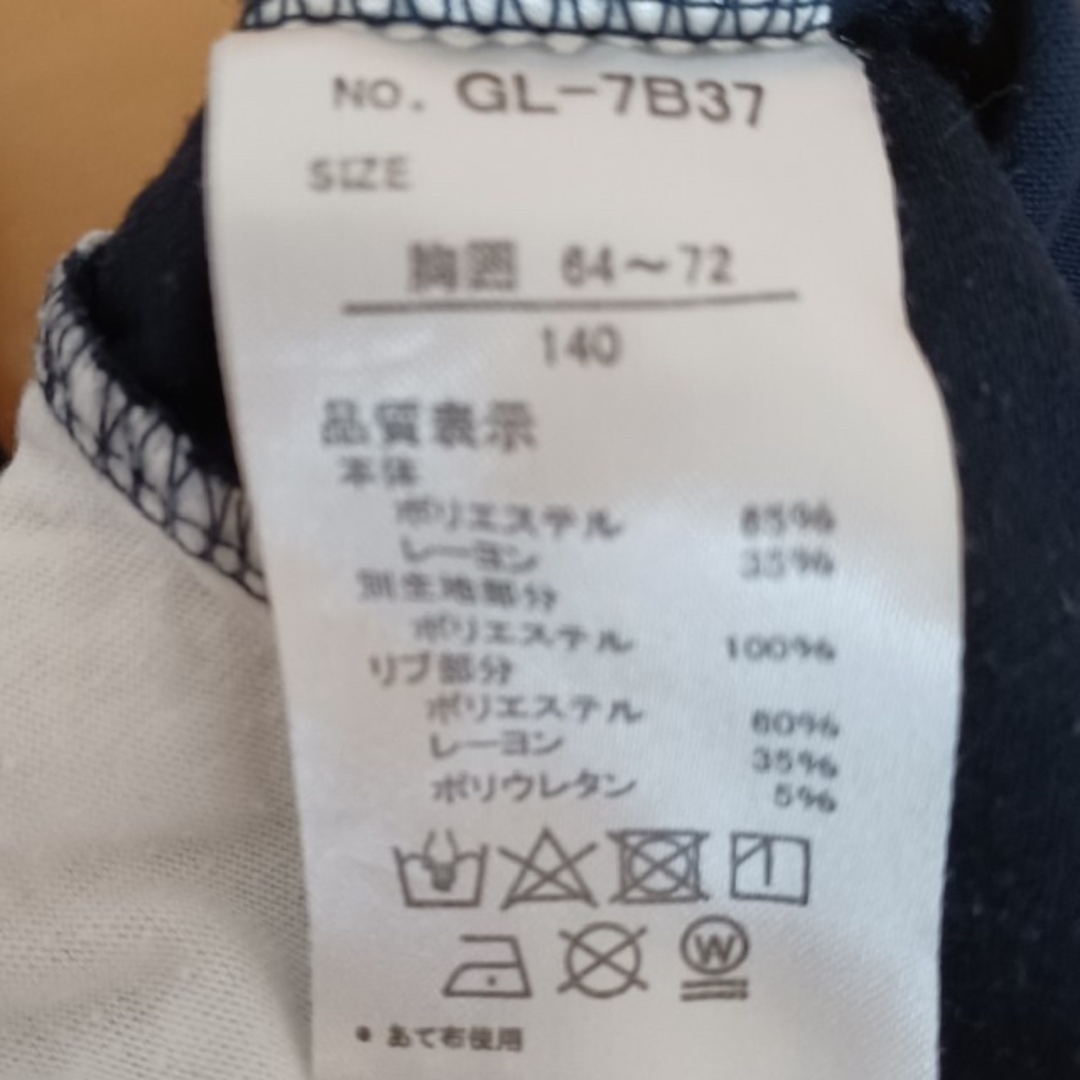 No. GL-7B37
SIZE
胸囲 64～72
140
品質表示
本体
ポリエステル 65%
レーヨン 35%
別生地部分
ポリエステル 100%
リブ部分
ポリエステル 60%
レーヨン 35%
ポリウレタン 5%
W
• あて布使用